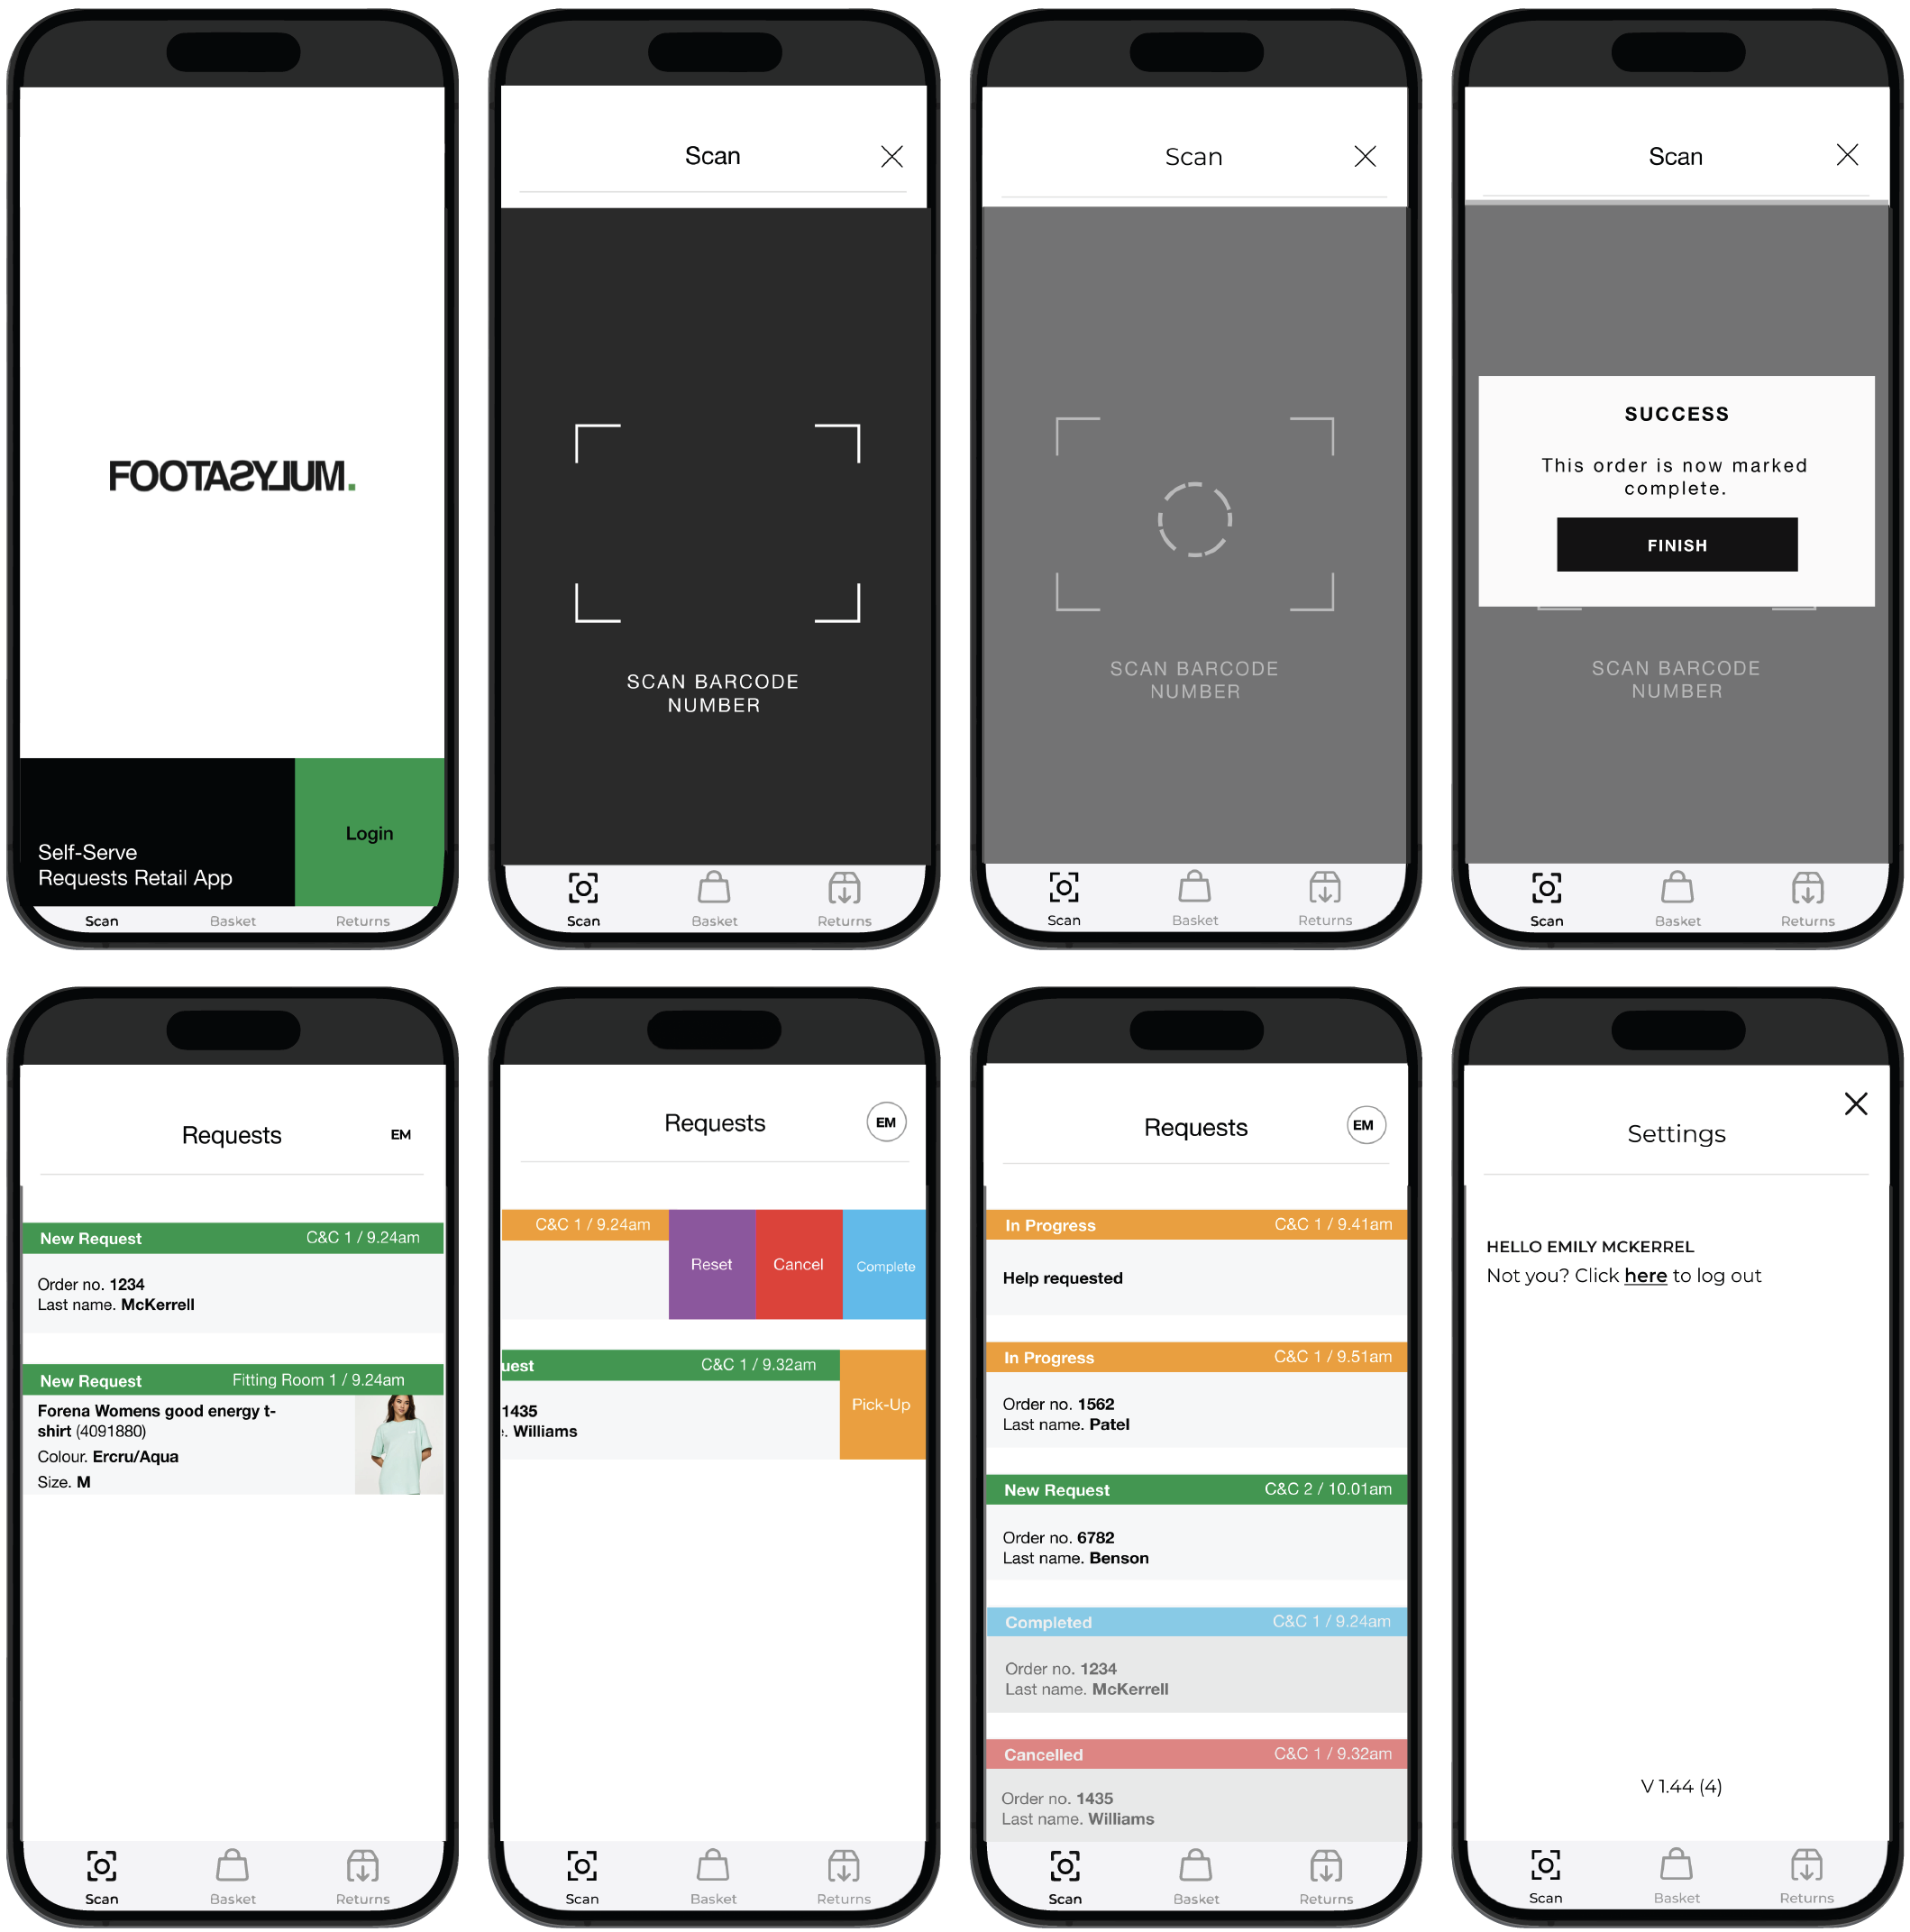 FOOTASYLUM.
Self-Serve
Requests Retail App
Login
Scan Basket Returns
Scan
SCAN BARCODE
NUMBER
Scan Basket Returns
Scan
SCAN BARCODE
NUMBER
Scan Basket Returns
Scan
SUCCESS
This order is now marked
complete.
FINISH
SCAN BARCODE
NUMBER
Scan Basket Returns
Requests EM
New Request C&C 1 / 9.24am
Order no. 1234
Last name. McKerrell
New Request Fitting Room 1 / 9.24am
Forena Womens good energy t-
shirt (4091880)
Colour. Ercru/Aqua
Size. M
Scan Basket Returns
Requests EM
C&C 1 / 9.24am
Reset Cancel Complete
uest C&C 1 / 9.32am
1435
. Williams
Pick-Up
Scan Basket Returns
Requests EM
In Progress C&C 1 / 9.41am
Help requested
In Progress C&C 1 / 9.51am
Order no. 1562
Last name. Patel
New Request C&C 2 / 10.01am
Order no. 6782
Last name. Benson
Completed C&C 1 / 9.24am
Order no. 1234
Last name. McKerrell
Cancelled C&C 1 / 9.32am
Order no. 1435
Last name. Williams
Scan Basket Returns
Settings
HELLO EMILY MCKERREL
Not you? Click here to log out
V 1.44 (4)
Scan Basket Returns